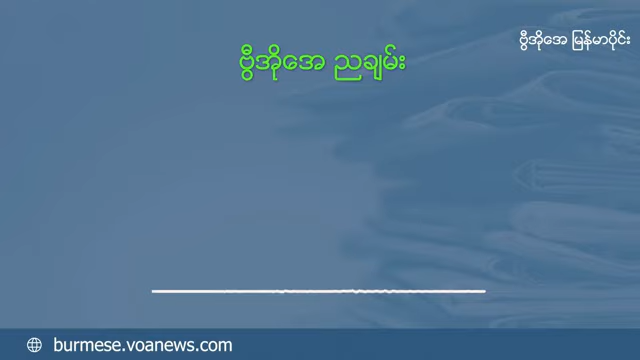 ဗွီအိုအေ မြန်မာပိုင်း
ဗွီအိုအေ ညချမ်း
burmese.voanews.com